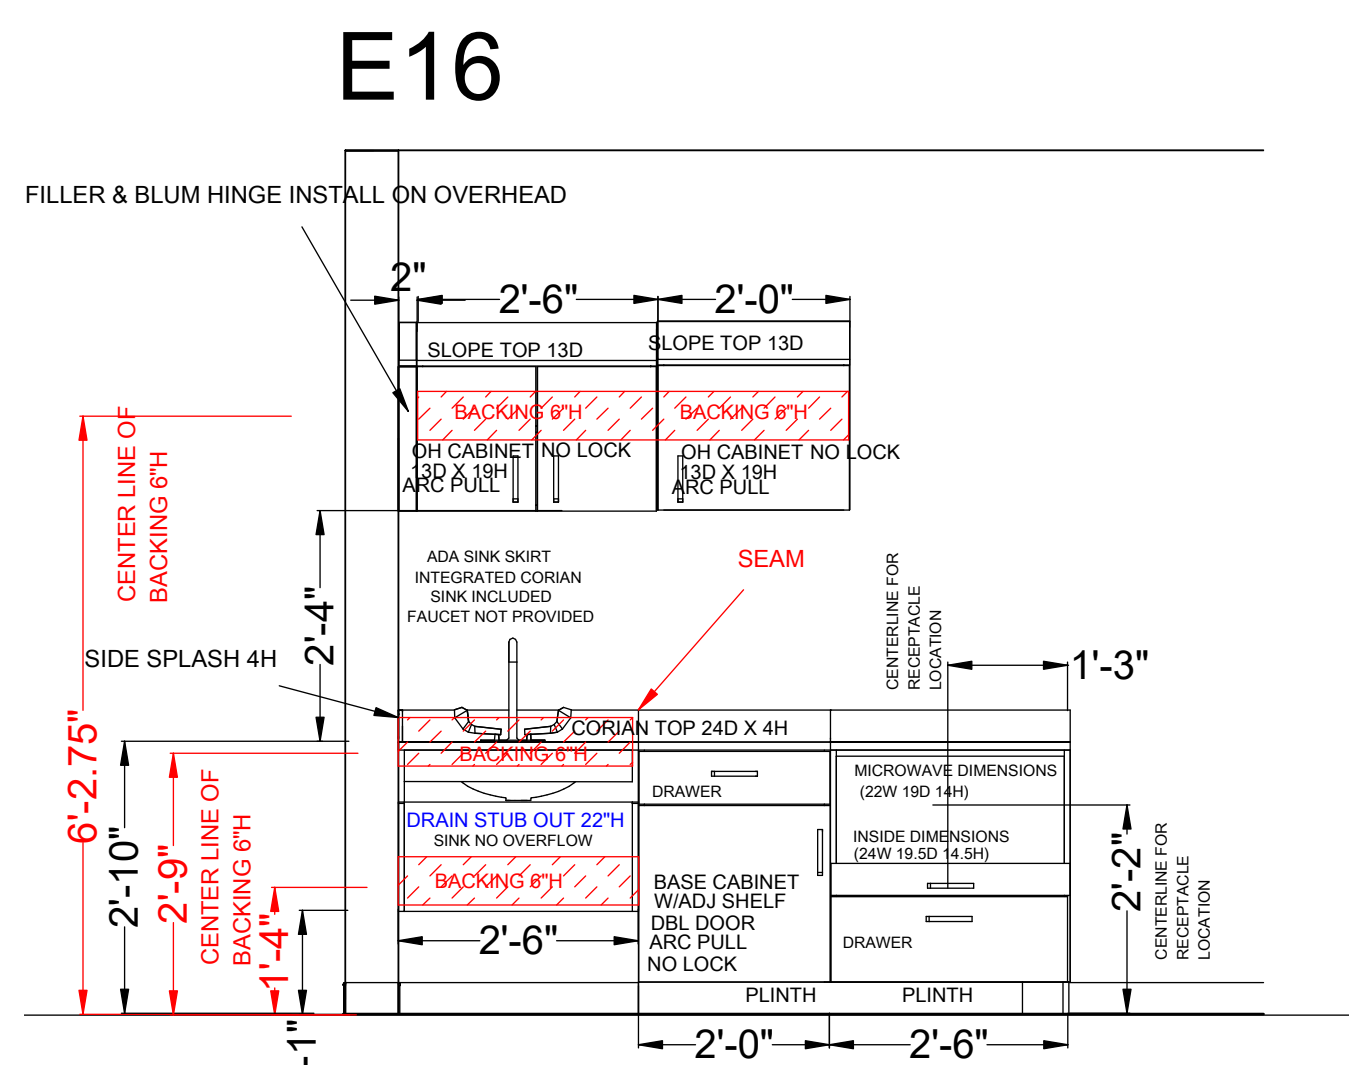 E16
FILLER & BLUM HINGE INSTALL ON OVERHEAD
2"
2'-6"
2'-0"
SLOPE TOP 13D
SLOPE TOP 13D
BACKING 6"H
BACKING 6"H
OH CABINET NO LOCK
13D X 19H
ARC PULL
OH CABINET NO LOCK
13D X 19H
ARC PULL
CENTER LINE OF
BACKING 6"H
6'-2.75"
2'-4"
ADA SINK SKIRT
INTEGRATED CORIAN
SINK INCLUDED
FAUCET NOT PROVIDED
SEAM
CENTERLINE FOR
RECEPTACLE
LOCATION
1'-3"
SIDE SPLASH 4H
CORIAN TOP 24D X 4H
BACKING 6"H
2'-10"
2'-9"
CENTER LINE OF
BACKING 6"H
1'-4"
-1"
DRAIN STUB OUT 22"H
SINK NO OVERFLOW
BACKING 6"H
2'-6"
DRAWER
BASE CABINET
W/ADJ SHELF
DBL DOOR
ARC PULL
NO LOCK
MICROWAVE DIMENSIONS
(22W 19D 14H)
INSIDE DIMENSIONS
(24W 19.5D 14.5H)
DRAWER
2'-2"
CENTERLINE FOR
RECEPTACLE
LOCATION
PLINTH
PLINTH
2'-0"
2'-6"